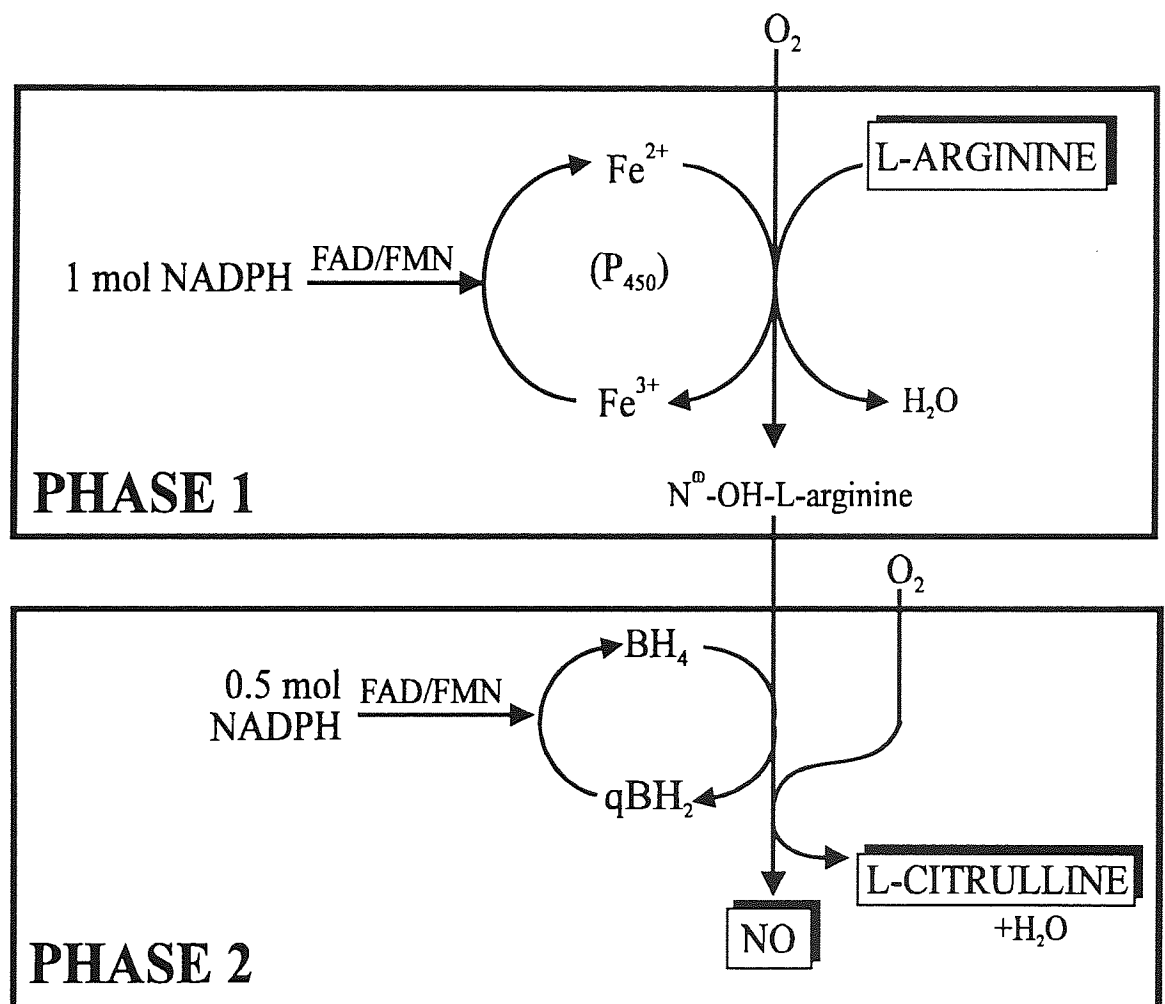 O₂
L-ARGININE
Fe²⁺
1 mol NADPH
FAD/FMN
(P₄₅₀)
Fe³⁺
H₂O
PHASE 1
N^ω-OH-L-arginine
O₂
BH₄
0.5 mol
NADPH
FAD/FMN
qBH₂
L-CITRULLINE
+H₂O
NO
PHASE 2